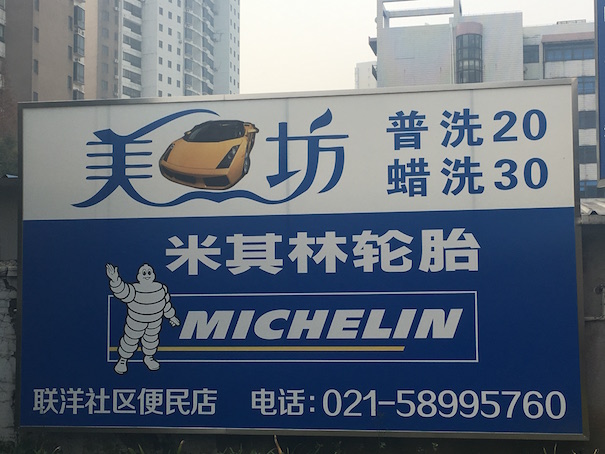 美坊
普洗20
蜡洗30
米其林轮胎
MICHELIN
联洋社区便民店 电话:021-58995760